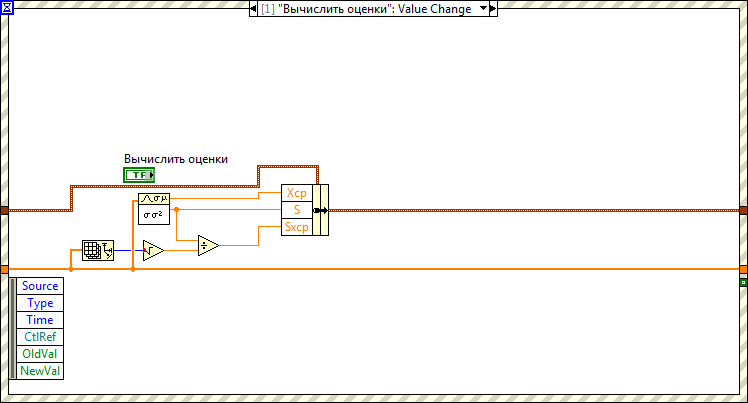 [1] "Вычислить оценки": Value Change
Вычислить оценки
TF
σ μ
σ σ²
Xcp
S
Sxcp
÷
Source
Type
Time
CtlRef
OldVal
NewVal